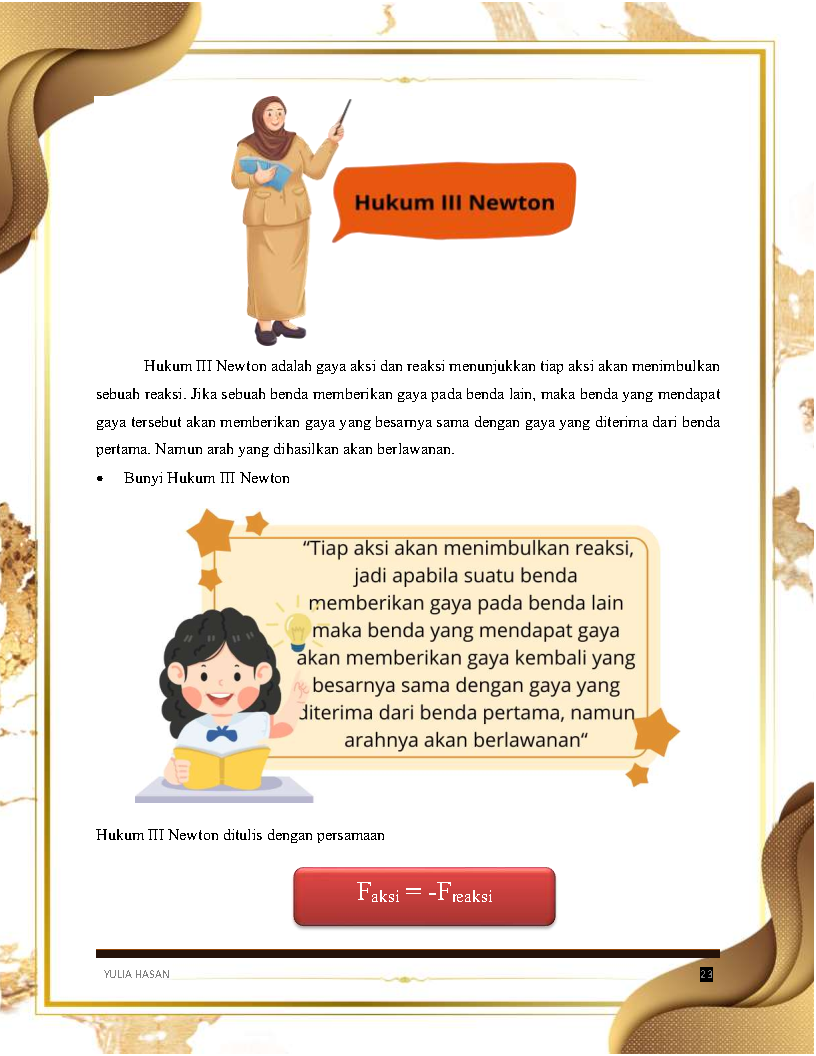 Hukum III Newton
Hukum III Newton adalah gaya aksi dan reaksi menunjukkan tiap aksi akan menimbulkan
sebuah reaksi. Jika sebuah benda memberikan gaya pada benda lain, maka benda yang mendapat
gaya tersebut akan memberikan gaya yang besarnya sama dengan gaya yang diterima dari benda
pertama. Namun arah yang dihasilkan akan berlawanan.
• Bunyi Hukum III Newton
“Tiap aksi akan menimbulkan reaksi,
jadi apabila suatu benda
memberikan gaya pada benda lain
maka benda yang mendapat gaya
akan memberikan gaya kembali yang
besarnya sama dengan gaya yang
diterima dari benda pertama, namun
arahnya akan berlawanan“
Hukum III Newton ditulis dengan persamaan
Faksi = -Freaksi
YULIA HASAN 23